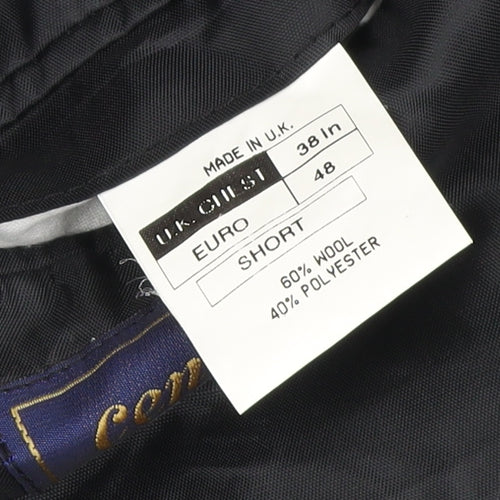 MADE IN U.K.
U.K. CHEST 38 In
EURO 48
SHORT
60% WOOL
40% POLYESTER